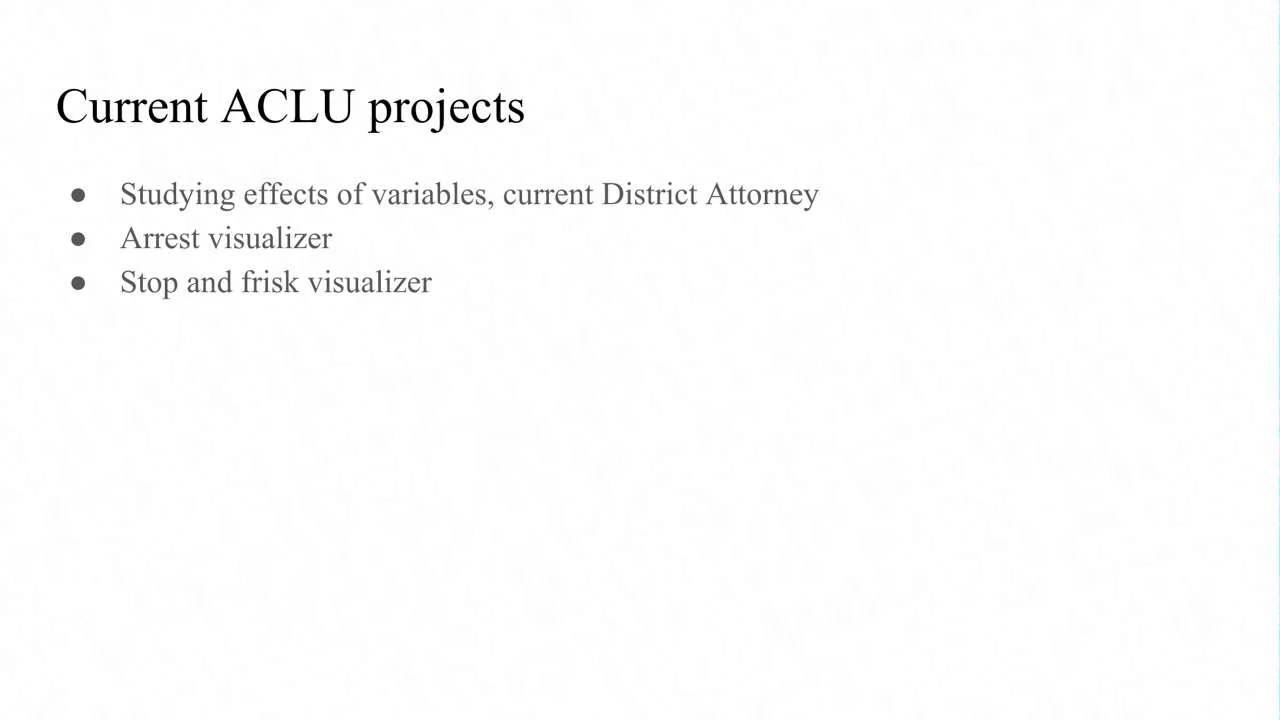 Current ACLU projects
● Studying effects of variables, current District Attorney
● Arrest visualizer
● Stop and frisk visualizer